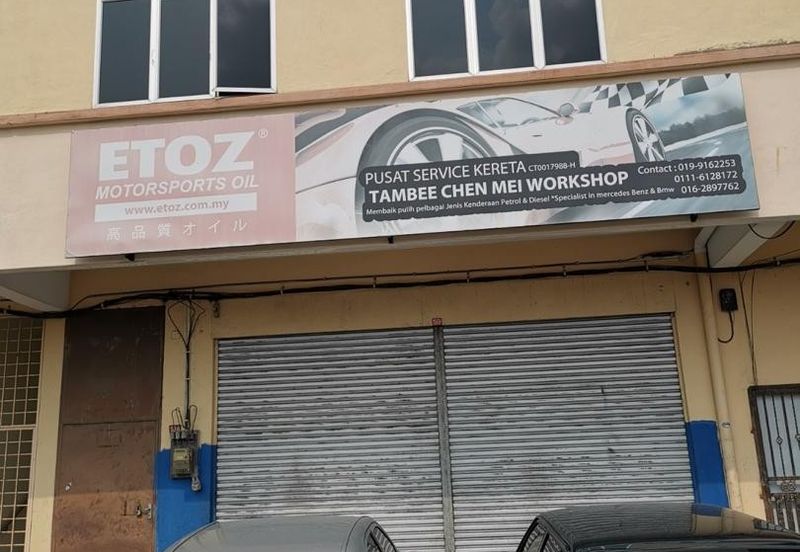 ETOZ®
MOTORSPORTS OIL
www.etoz.com.my
高品質オイル
PUSAT SERVICE KERETA CT0017988-H
TAMBEE CHEN MEI WORKSHOP
Membaik putih pelbagai Jenis Kenderaan Petrol & Diesel *Specialist in mercedes Benz & Bmw
Contact : 019-9162253
0111-6128172
016-2897762